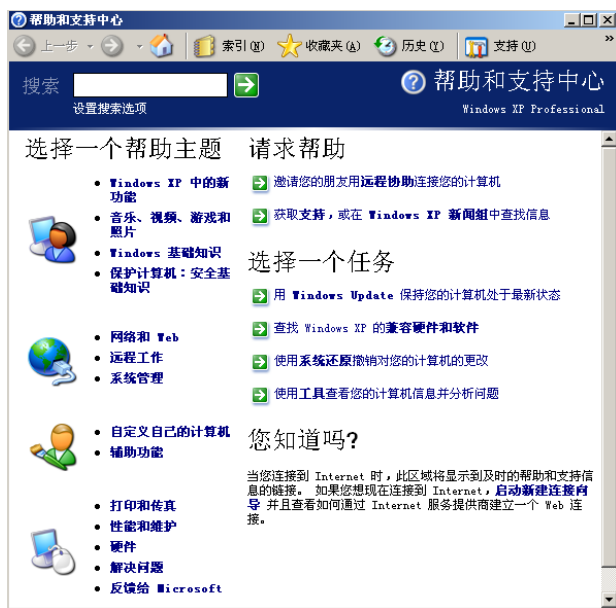 帮助和支持中心
上一步 索引(N) 收藏夹(A) 历史(Y) 支持(U) »
搜索
设置搜索选项
帮助和支持中心
Windows XP Professional
选择一个帮助主题
Windows XP 中的新
功能
音乐、视频、游戏和
照片
Windows 基础知识
保护计算机：安全基
础知识
网络和 Web
远程工作
系统管理
自定义自己的计算机
辅助功能
打印和传真
性能和维护
硬件
解决问题
反馈给 Microsoft
请求帮助
邀请您的朋友用远程协助连接您的计算机
获取支持，或在 Windows XP 新闻组中查找信息
选择一个任务
用 Windows Update 保持您的计算机处于最新状态
查找 Windows XP 的兼容硬件和软件
使用系统还原撤销对您的计算机的更改
使用工具查看您的计算机信息并分析问题
您知道吗?
当您连接到 Internet 时，此区域将显示到及时的帮助和支持信
息的链接。 如果您想现在连接到 Internet，启动新建连接向
导 并且查看如何通过 Internet 服务提供商建立一个 Web 连
接。